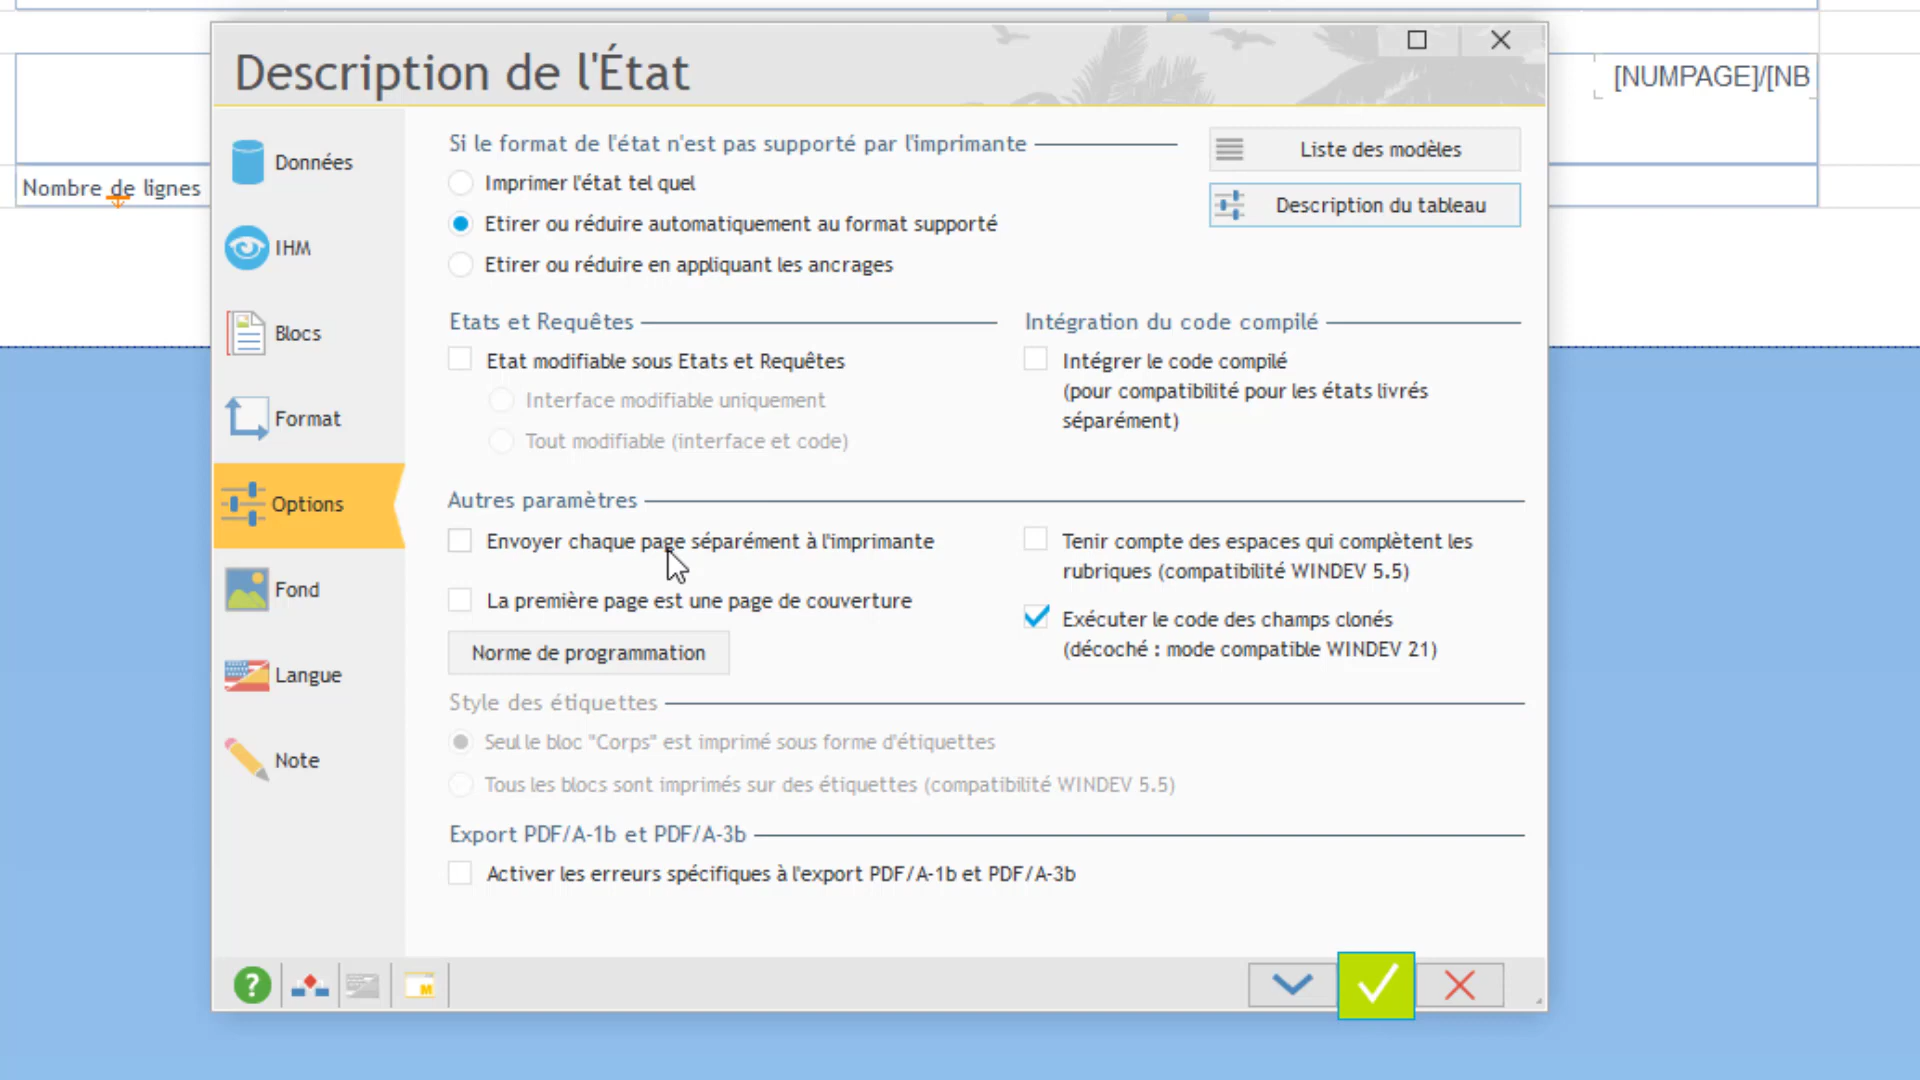 Description de l'État
[NUMPAGE]/[NB
Nombre de lignes
Données
IHM
Blocs
Format
Options
Fond
Langue
Note
Si le format de l'état n'est pas supporté par l'imprimante
Imprimer l'état tel quel
Etirer ou réduire automatiquement au format supporté
Etirer ou réduire en appliquant les ancrages
Liste des modèles
Description du tableau
Etats et Requêtes
Etat modifiable sous Etats et Requêtes
Interface modifiable uniquement
Tout modifiable (interface et code)
Intégration du code compilé
Intégrer le code compilé
(pour compatibilité pour les états livrés
séparément)
Autres paramètres
Envoyer chaque page séparément à l'imprimante
La première page est une page de couverture
Norme de programmation
Tenir compte des espaces qui complètent les
rubriques (compatibilité WINDEV 5.5)
Exécuter le code des champs clonés
(décoché : mode compatible WINDEV 21)
Style des étiquettes
Seul le bloc "Corps" est imprimé sous forme d'étiquettes
Tous les blocs sont imprimés sur des étiquettes (compatibilité WINDEV 5.5)
Export PDF/A-1b et PDF/A-3b
Activer les erreurs spécifiques à l'export PDF/A-1b et PDF/A-3b
?
M